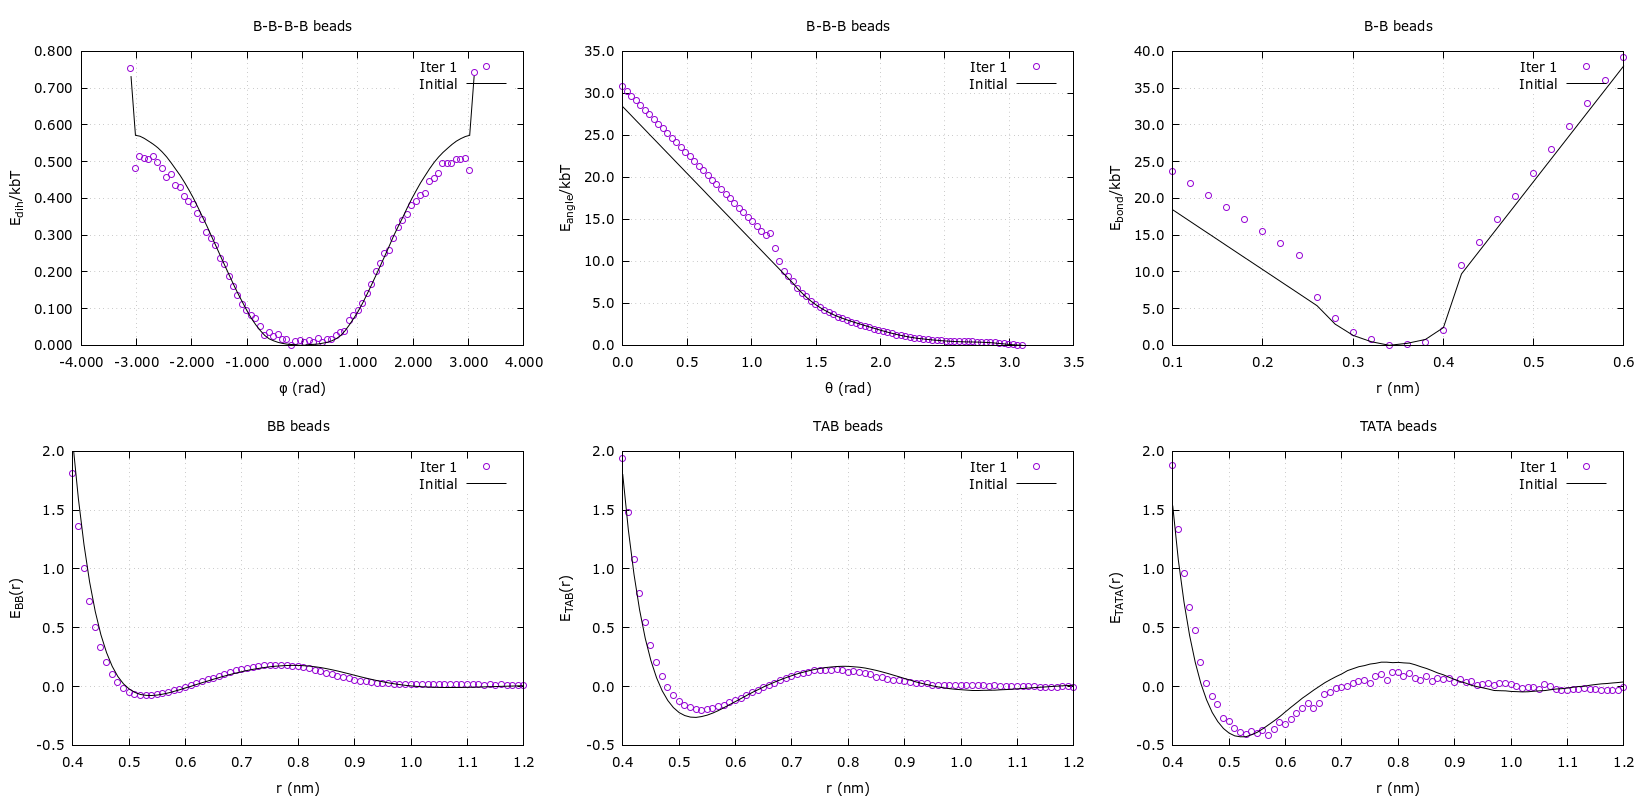 B-B-B-B beads
0.800
0.700
0.600
0.500
0.400
0.300
0.200
0.100
0.000
-4.000 -3.000 -2.000 -1.000 0.000 1.000 2.000 3.000 4.000
Edih/kbT
φ (rad)
Iter 1
Initial
B-B-B beads
35.0
30.0
25.0
20.0
15.0
10.0
5.0
0.0
0.0 0.5 1.0 1.5 2.0 2.5 3.0 3.5
Eangle/kbT
θ (rad)
Iter 1
Initial
B-B beads
40.0
35.0
30.0
25.0
20.0
15.0
10.0
5.0
0.0
0.1 0.2 0.3 0.4 0.5 0.6
Ebond/kbT
r (nm)
Iter 1
Initial
BB beads
2.0
1.5
1.0
0.5
0.0
-0.5
0.4 0.5 0.6 0.7 0.8 0.9 1.0 1.1 1.2
EBB(r)
r (nm)
Iter 1
Initial
TAB beads
2.0
1.5
1.0
0.5
0.0
-0.5
0.4 0.5 0.6 0.7 0.8 0.9 1.0 1.1 1.2
ETAB(r)
r (nm)
Iter 1
Initial
TATA beads
2.0
1.5
1.0
0.5
0.0
-0.5
0.4 0.5 0.6 0.7 0.8 0.9 1.0 1.1 1.2
ETATA(r)
r (nm)
Iter 1
Initial